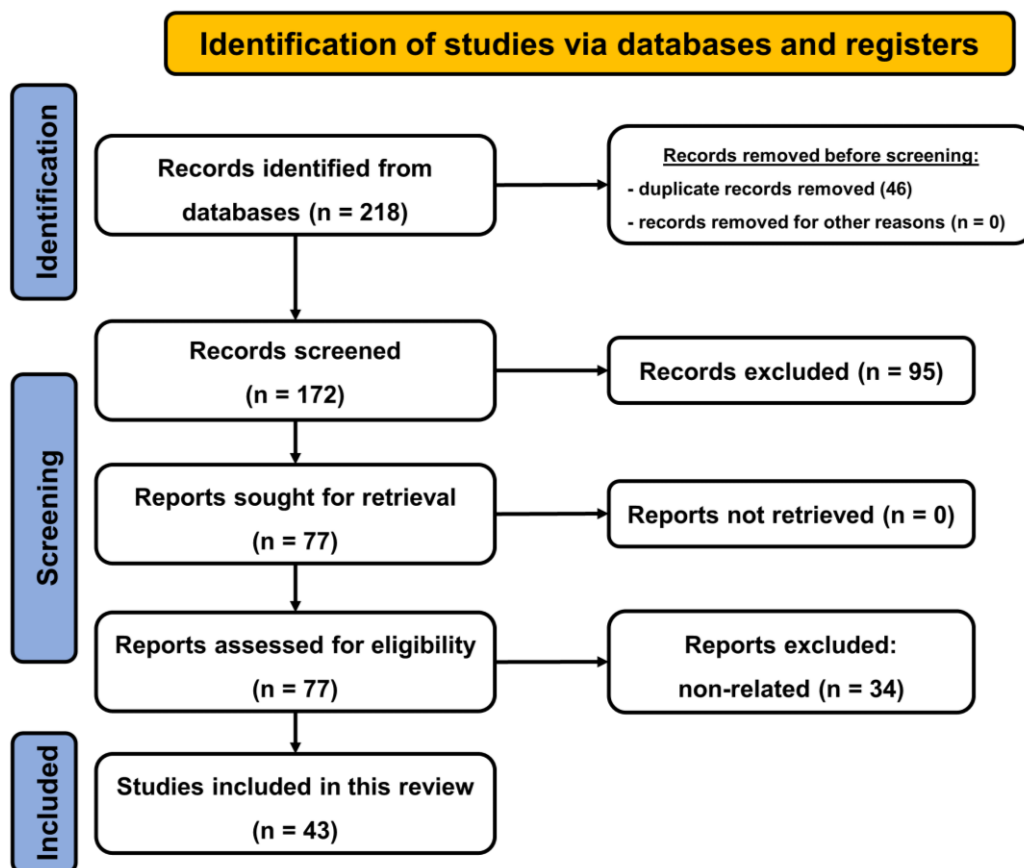 Identification of studies via databases and registers
Identification
Records identified from
databases (n = 218)
Records removed before screening:
- duplicate records removed (46)
- records removed for other reasons (n = 0)
Screening
Records screened
(n = 172)
Records excluded (n = 95)
Reports sought for retrieval
(n = 77)
Reports not retrieved (n = 0)
Reports assessed for eligibility
(n = 77)
Reports excluded:
non-related (n = 34)
Included
Studies included in this review
(n = 43)